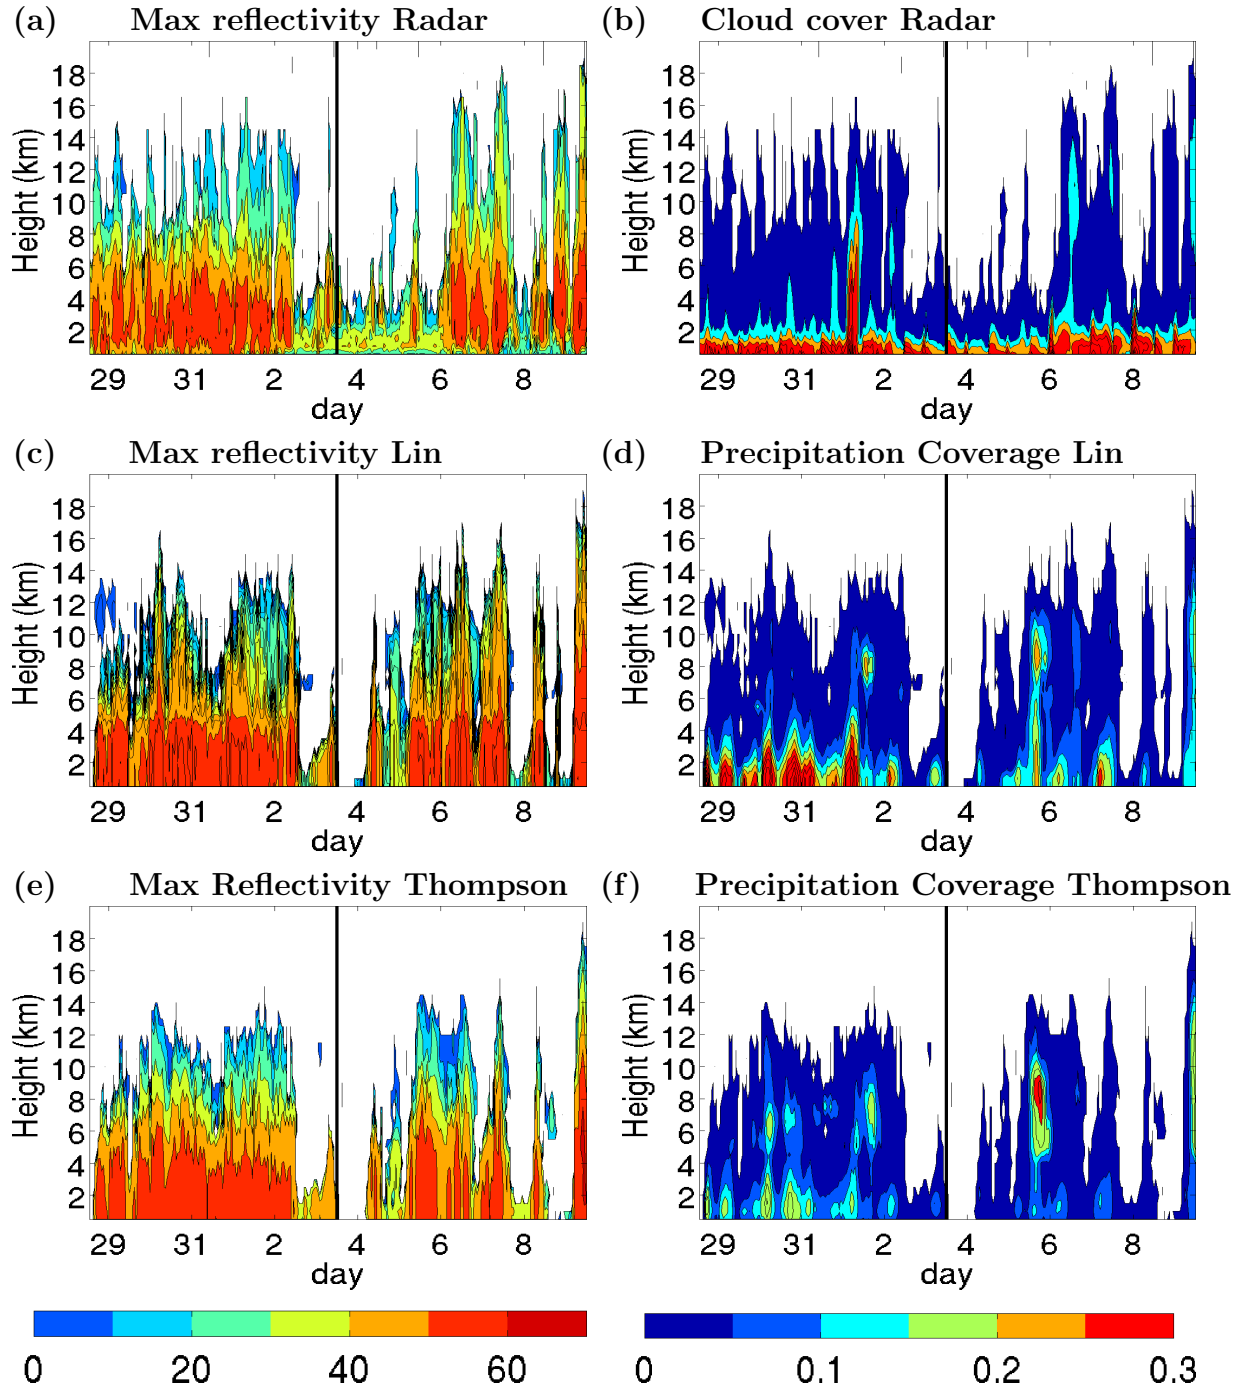 (a) Max reflectivity Radar
(b) Cloud cover Radar
Height (km)
18
16
14
12
10
8
6
4
2
29 31 2 4 6 8
day
Height (km)
18
16
14
12
10
8
6
4
2
29 31 2 4 6 8
day
(c) Max reflectivity Lin
(d) Precipitation Coverage Lin
Height (km)
18
16
14
12
10
8
6
4
2
29 31 2 4 6 8
day
Height (km)
18
16
14
12
10
8
6
4
2
29 31 2 4 6 8
day
(e) Max Reflectivity Thompson
(f) Precipitation Coverage Thompson
Height (km)
18
16
14
12
10
8
6
4
2
29 31 2 4 6 8
day
Height (km)
18
16
14
12
10
8
6
4
2
29 31 2 4 6 8
day
0 20 40 60
0 0.1 0.2 0.3